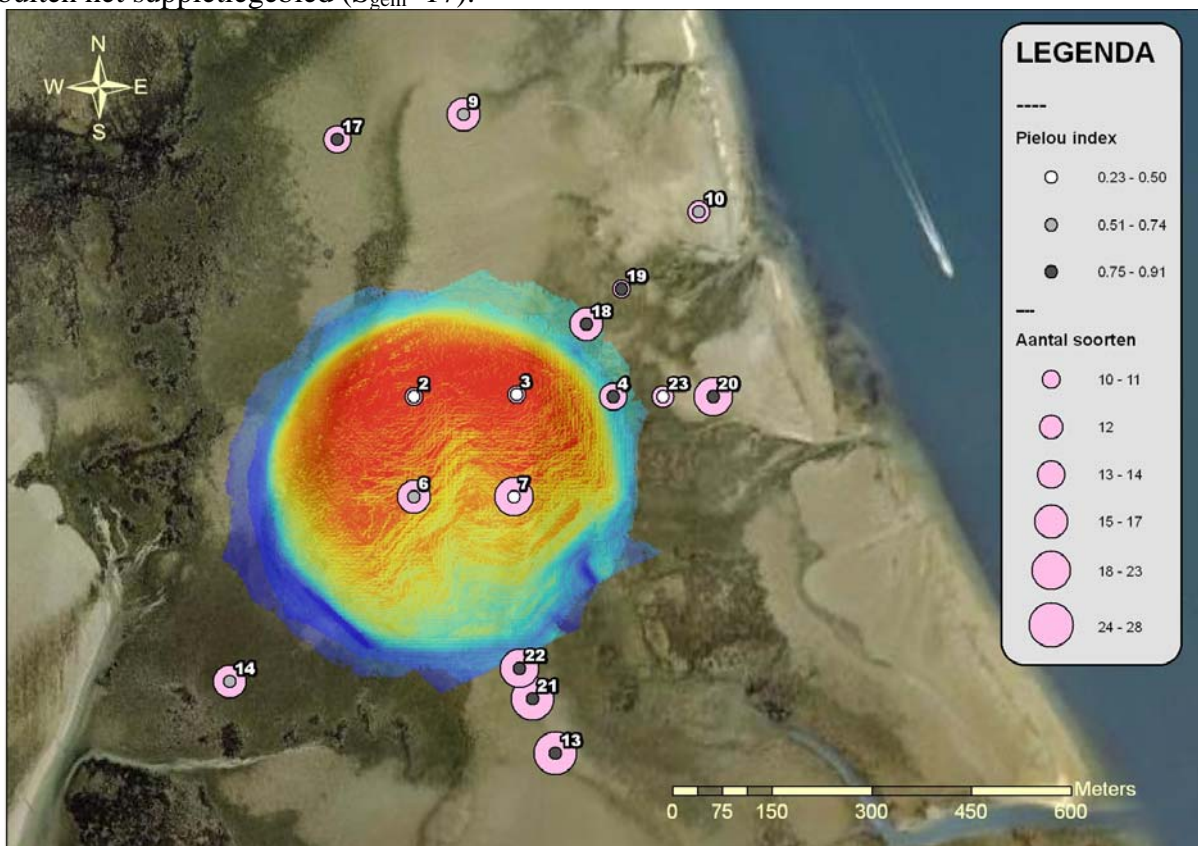 buiten het suppletiegebied (Sgem=17).
N
W E
S
9
17
10
19
18
2
3
4
23
20
6
7
22
14
21
13
LEGENDA
----
Pielou index
0.23 - 0.50
0.51 - 0.74
0.75 - 0.91
---
Aantal soorten
10 - 11
12
13 - 14
15 - 17
18 - 23
24 - 28
Meters
0 75 150 300 450 600